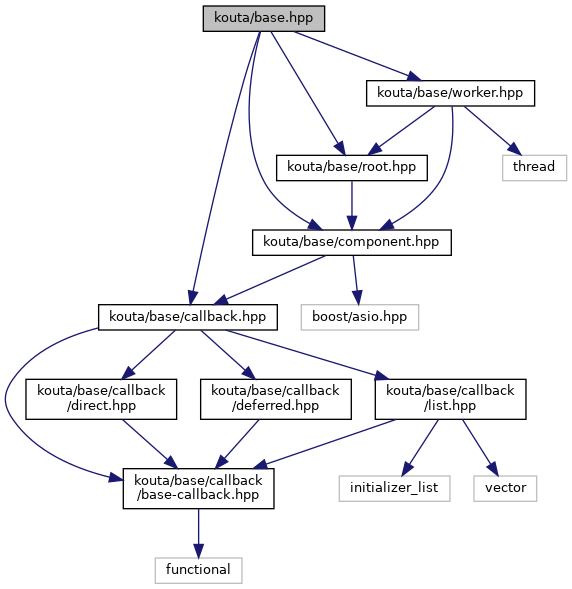 kouta/base.hpp
kouta/base/worker.hpp
kouta/base/root.hpp
thread
kouta/base/component.hpp
kouta/base/callback.hpp
boost/asio.hpp
kouta/base/callback
/direct.hpp
kouta/base/callback
/deferred.hpp
kouta/base/callback
/list.hpp
kouta/base/callback
/base-callback.hpp
initializer_list
vector
functional